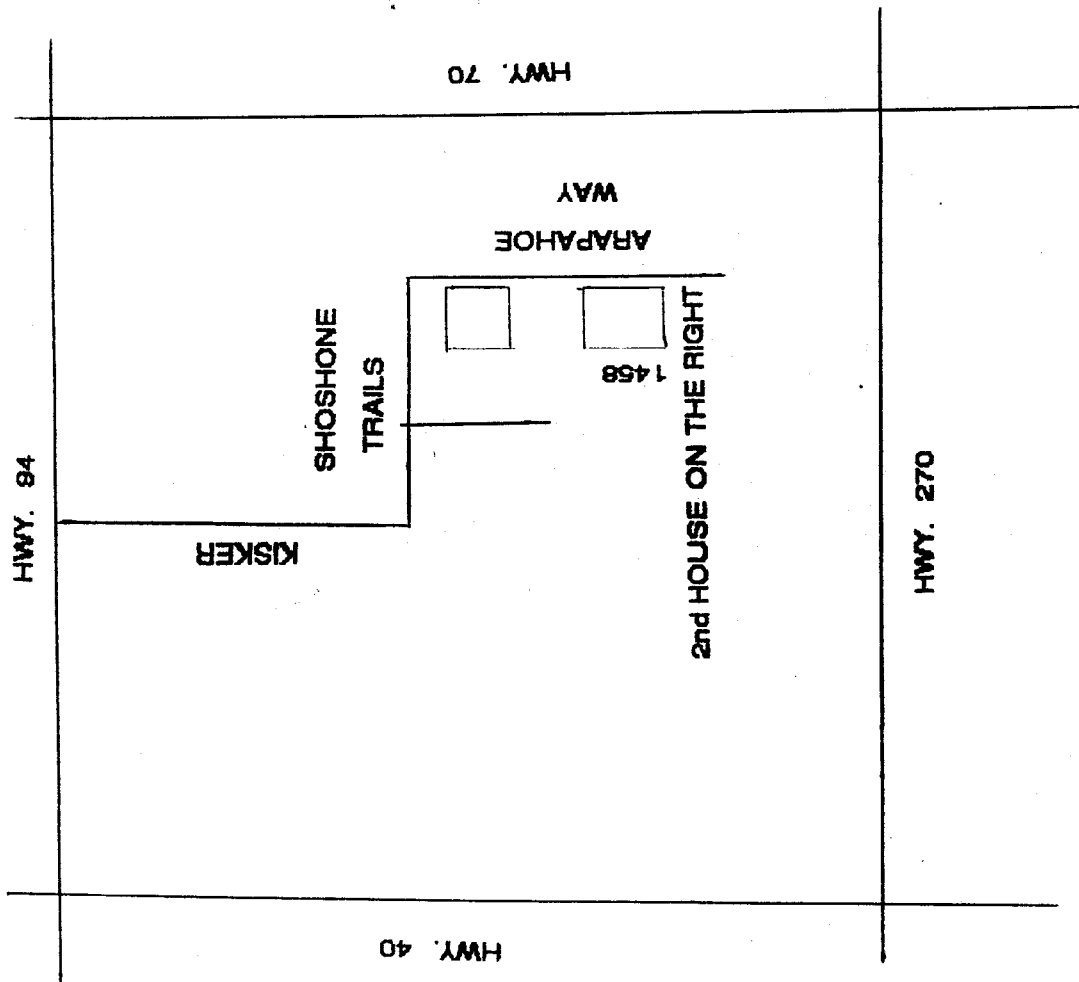 HWY. 70
WAY
ARAPAHOE
SHOSHONE
TRAILS
1458
2nd HOUSE ON THE RIGHT
HWY. 94
KISKER
HWY. 270
HWY. 40